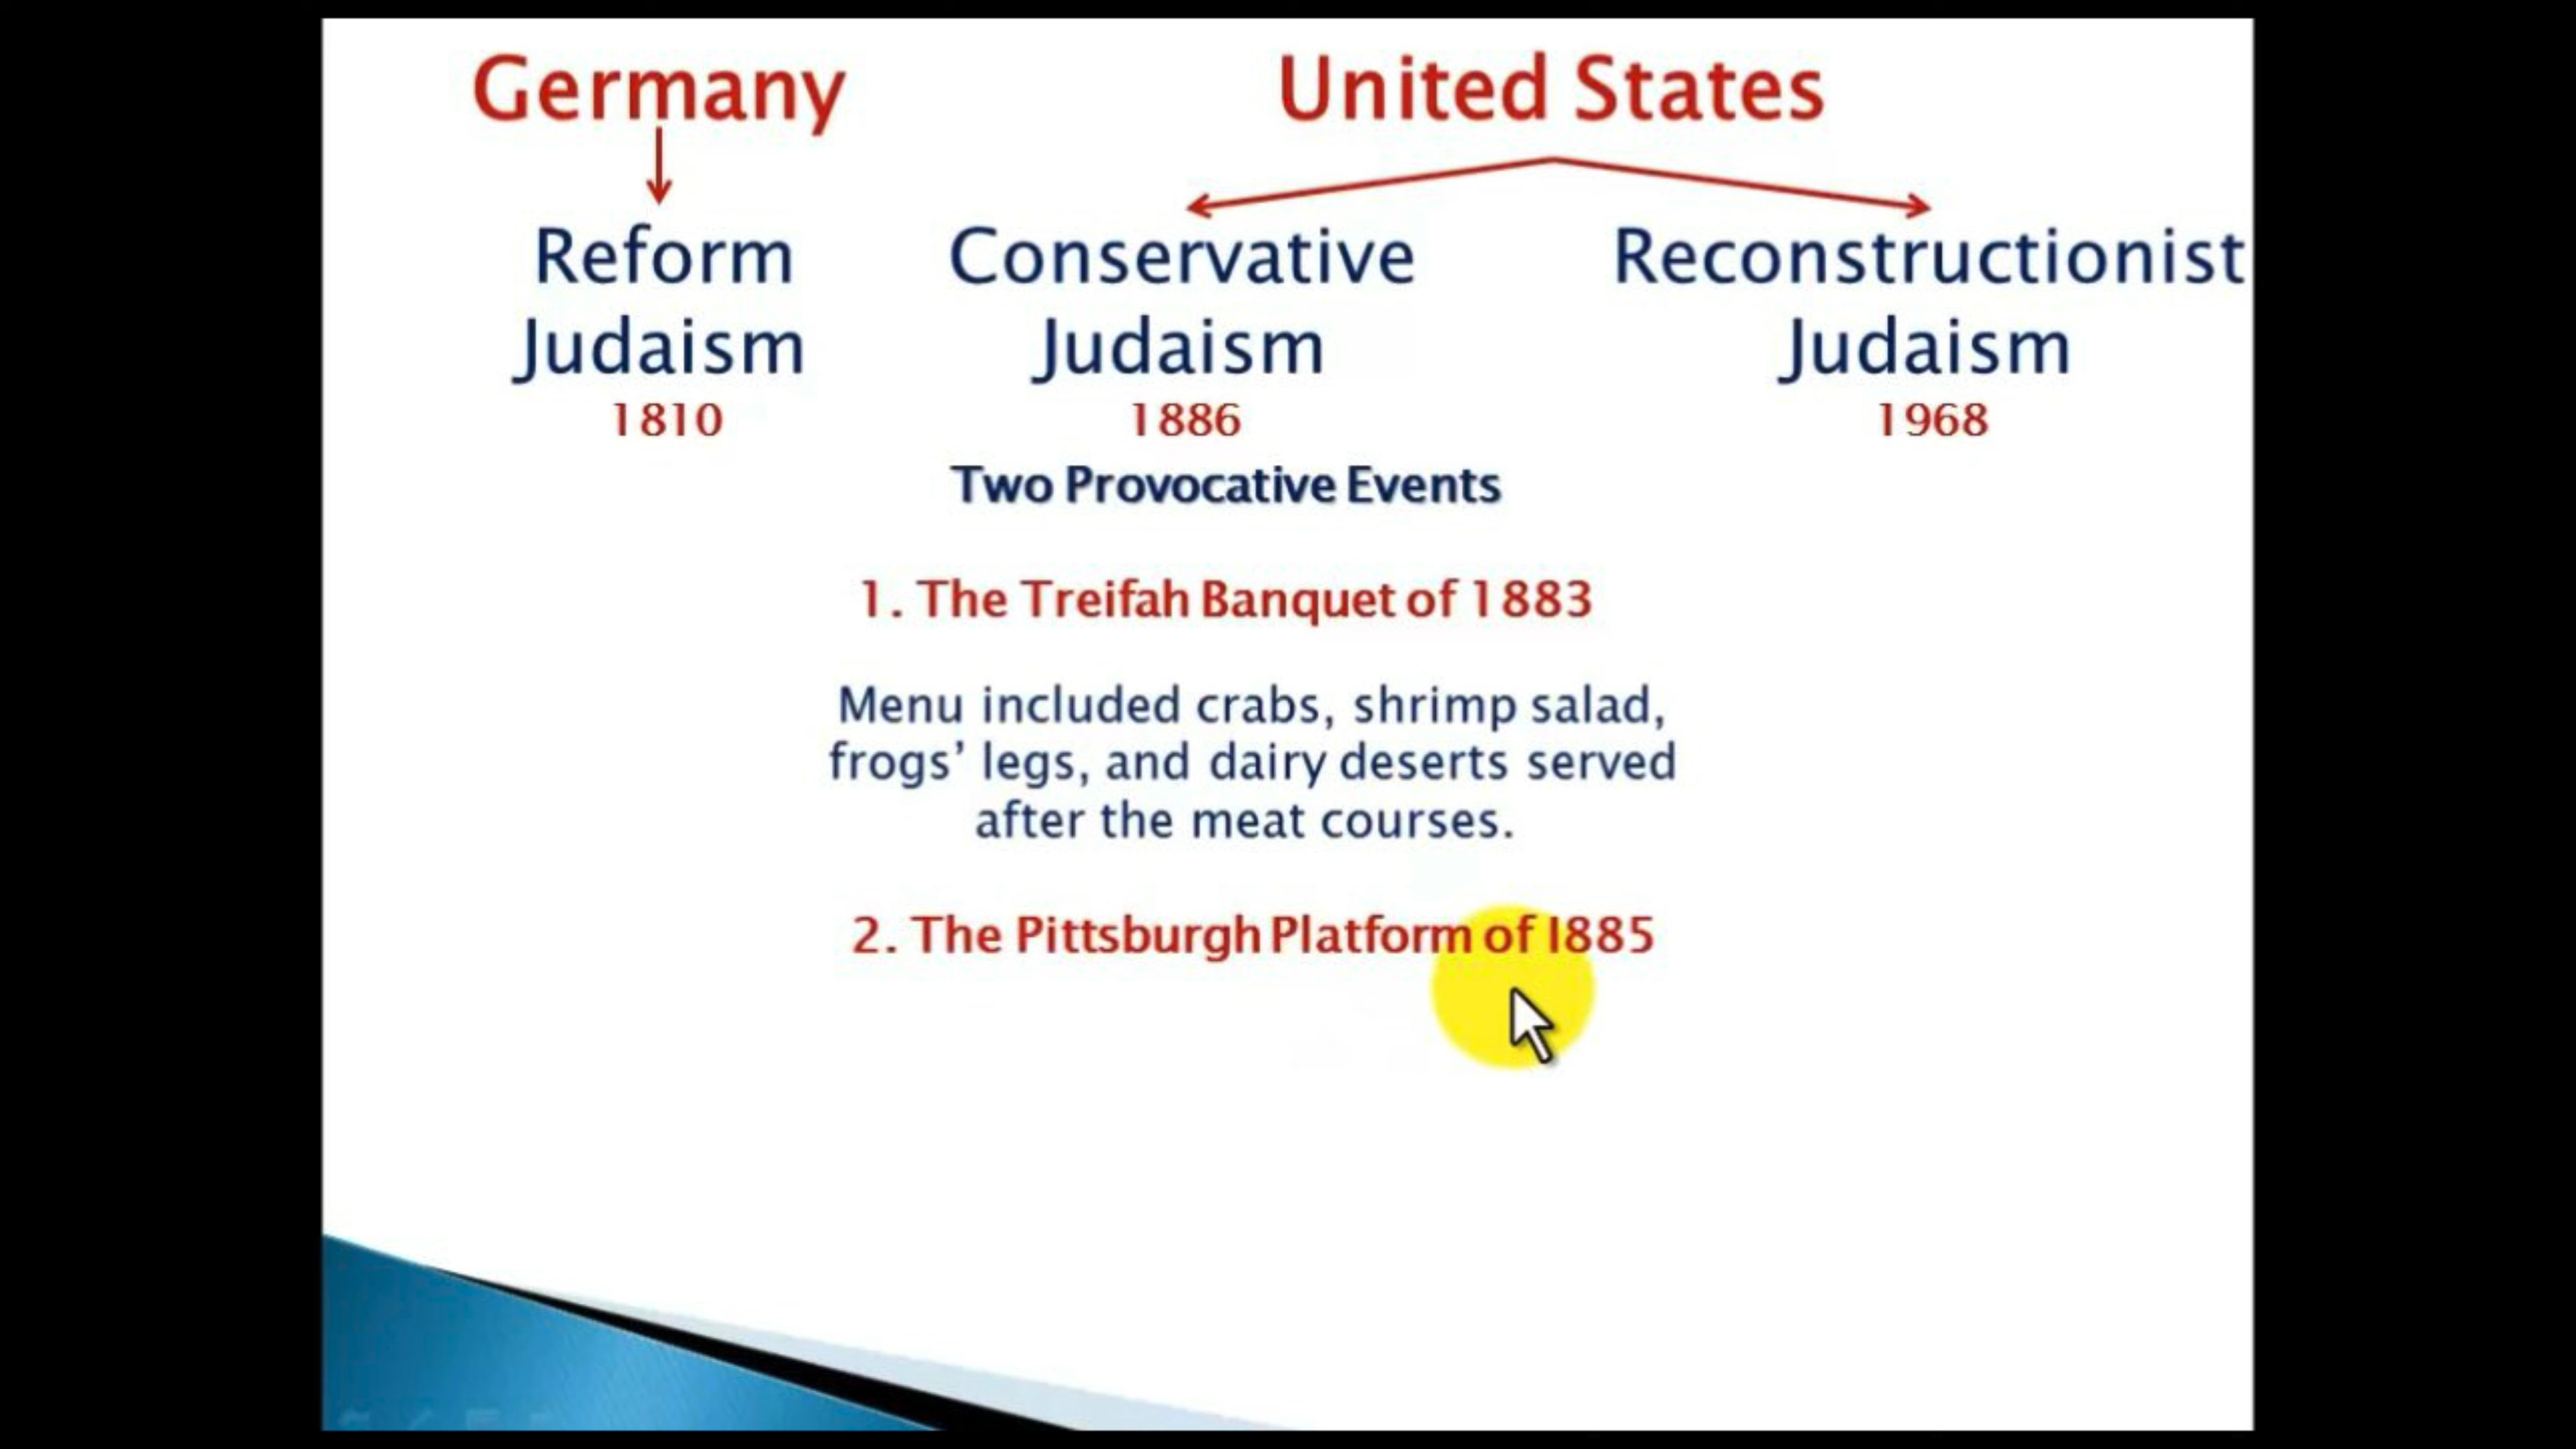 Germany
United States
Reform
Judaism
1810
Conservative
Judaism
1886
Reconstructionist
Judaism
1968
Two Provocative Events
1. The Treifah Banquet of 1883
Menu included crabs, shrimp salad,
frogs’ legs, and dairy deserts served
after the meat courses.
2. The Pittsburgh Platform of I885